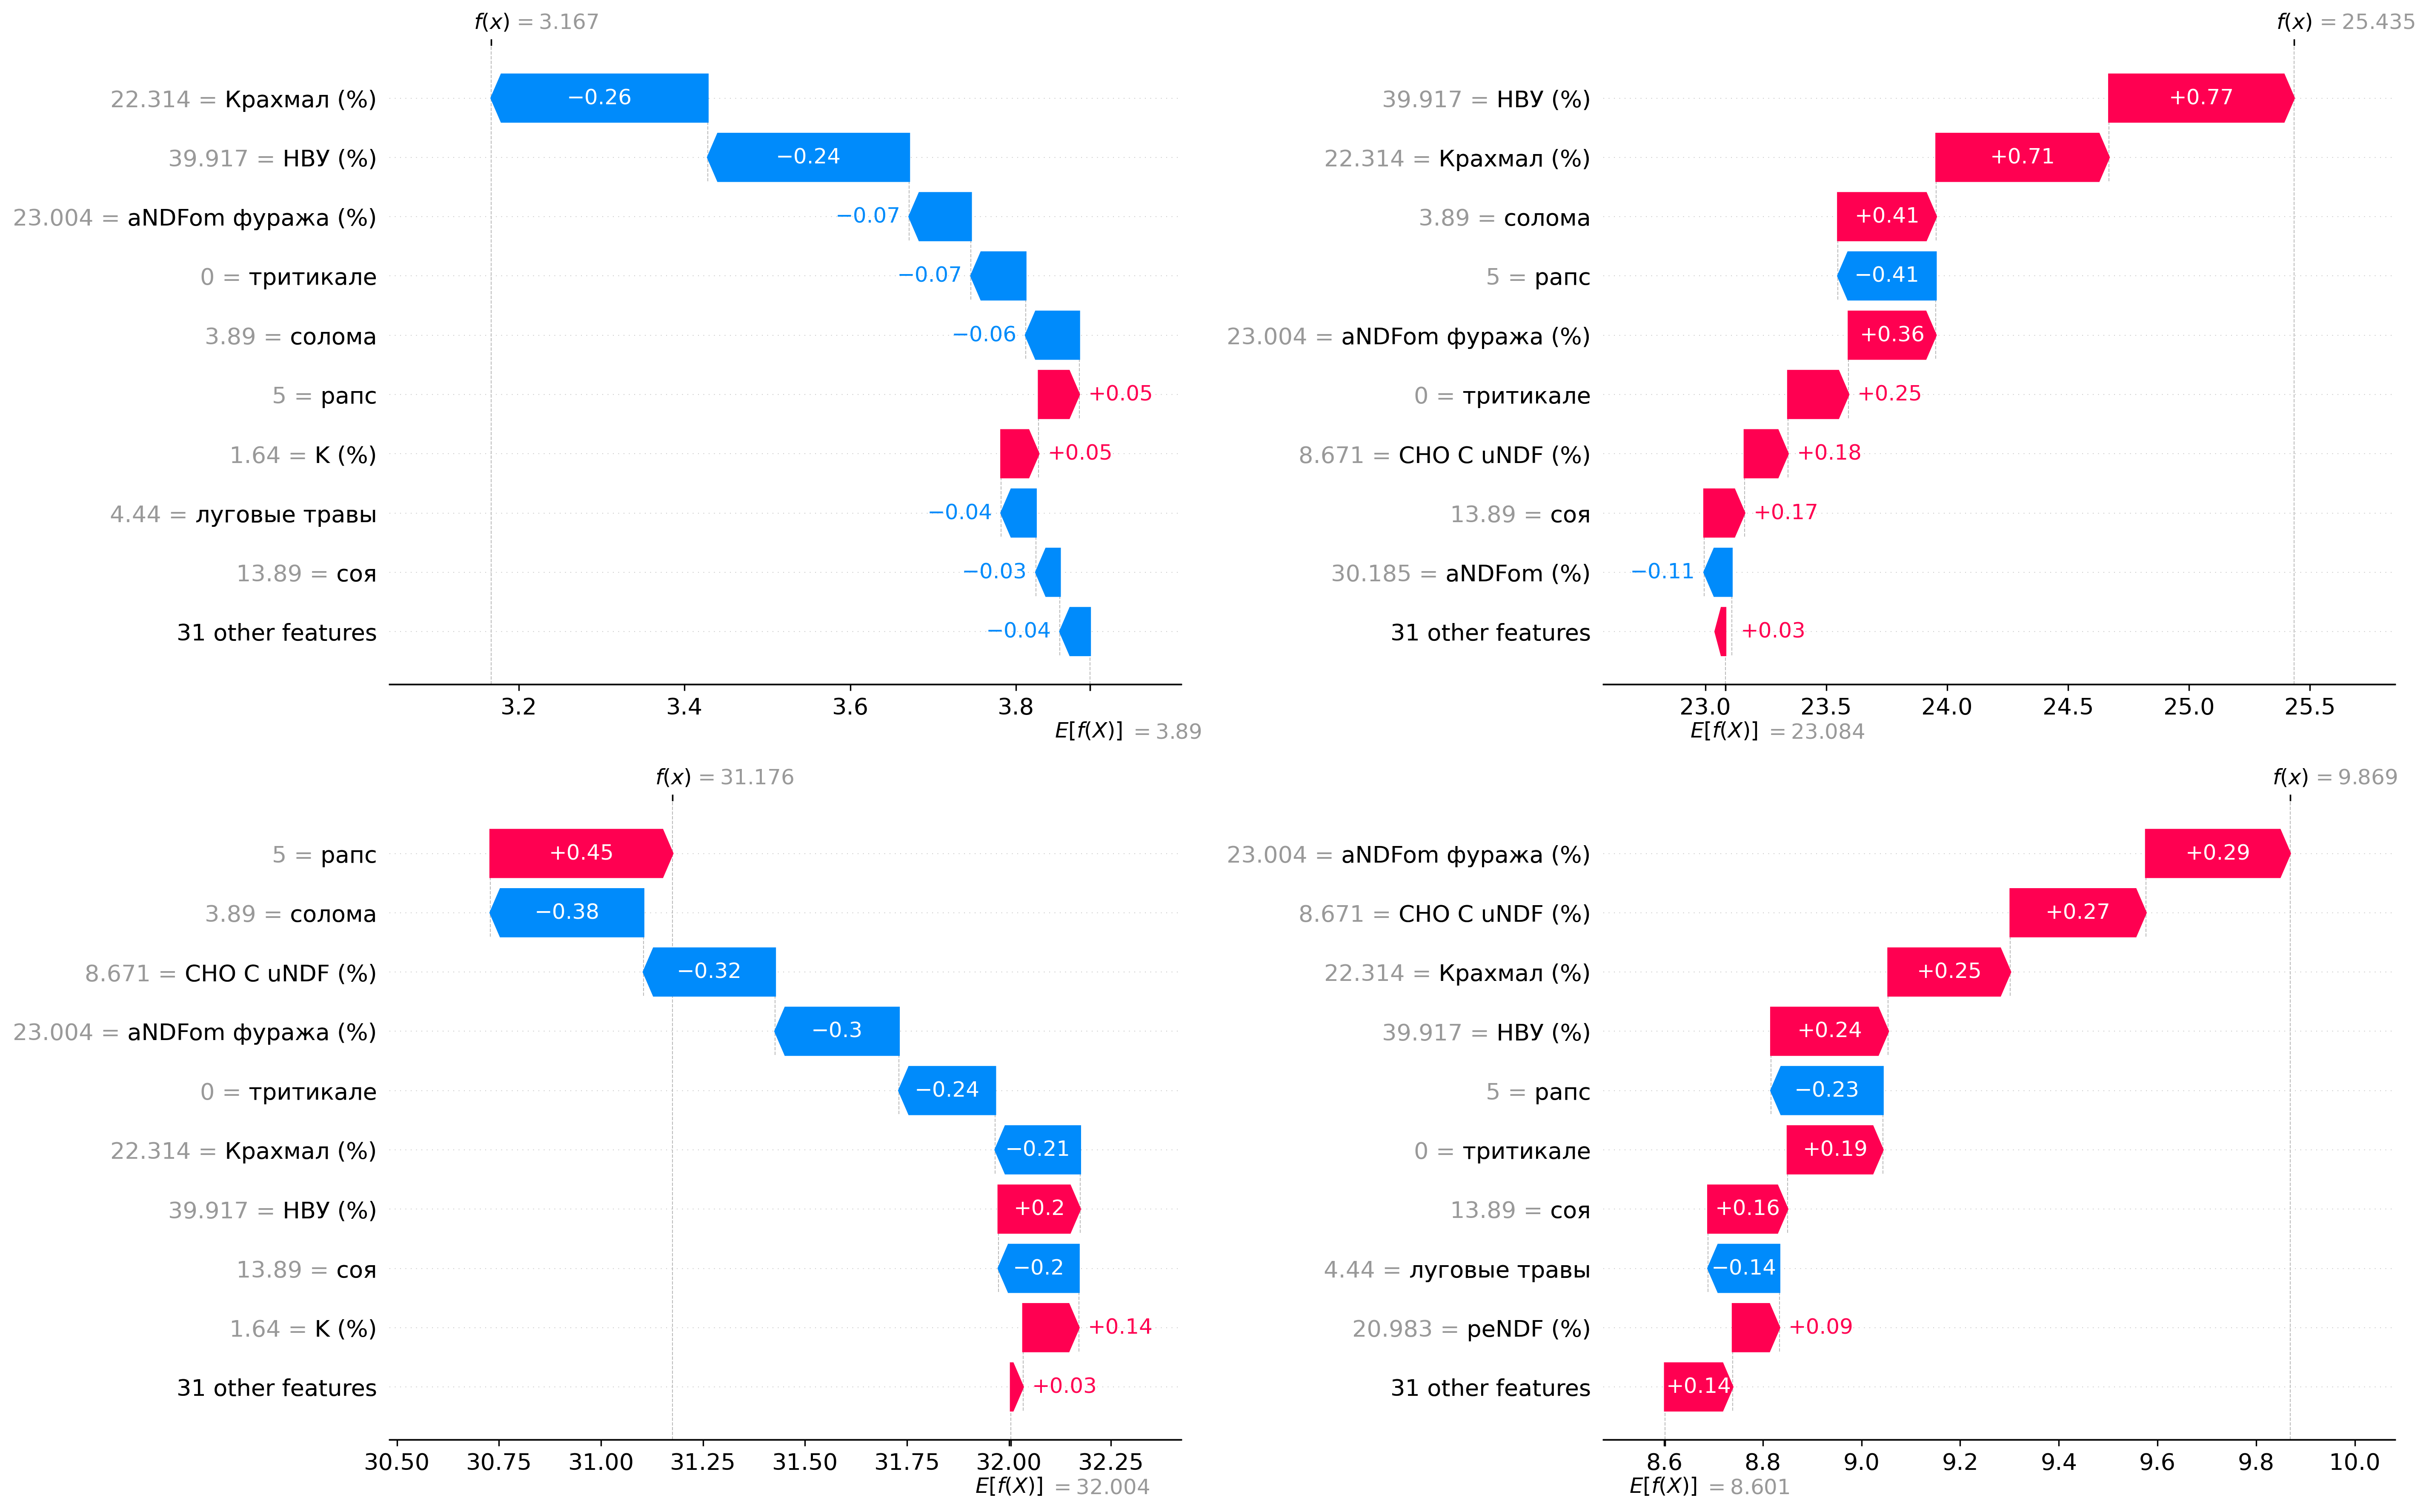 f(x) = 3.167
22.314 = Крахмал (%)
−0.26
39.917 = НВУ (%)
−0.24
23.004 = aNDFom фуража (%)
−0.07
0 = тритикале
−0.07
3.89 = солома
−0.06
5 = рапс
+0.05
1.64 = K (%)
+0.05
4.44 = луговые травы
−0.04
13.89 = соя
−0.03
31 other features
−0.04
3.2 3.4 3.6 3.8
E[f(X)] = 3.89
f(x) = 25.435
39.917 = НВУ (%)
+0.77
22.314 = Крахмал (%)
+0.71
3.89 = солома
+0.41
5 = рапс
−0.41
23.004 = aNDFom фуража (%)
+0.36
0 = тритикале
+0.25
8.671 = CHO C uNDF (%)
+0.18
13.89 = соя
+0.17
30.185 = aNDFom (%)
−0.11
31 other features
+0.03
23.0 23.5 24.0 24.5 25.0 25.5
E[f(X)] = 23.084
f(x) = 31.176
5 = рапс
+0.45
3.89 = солома
−0.38
8.671 = CHO C uNDF (%)
−0.32
23.004 = aNDFom фуража (%)
−0.3
0 = тритикале
−0.24
22.314 = Крахмал (%)
−0.21
39.917 = НВУ (%)
+0.2
13.89 = соя
−0.2
1.64 = K (%)
+0.14
31 other features
+0.03
30.50 30.75 31.00 31.25 31.50 31.75 32.00 32.25
E[f(X)] = 32.004
f(x) = 9.869
23.004 = aNDFom фуража (%)
+0.29
8.671 = CHO C uNDF (%)
+0.27
22.314 = Крахмал (%)
+0.25
39.917 = НВУ (%)
+0.24
5 = рапс
−0.23
0 = тритикале
+0.19
13.89 = соя
+0.16
4.44 = луговые травы
−0.14
20.983 = peNDF (%)
+0.09
31 other features
+0.14
8.6 8.8 9.0 9.2 9.4 9.6 9.8 10.0
E[f(X)] = 8.601